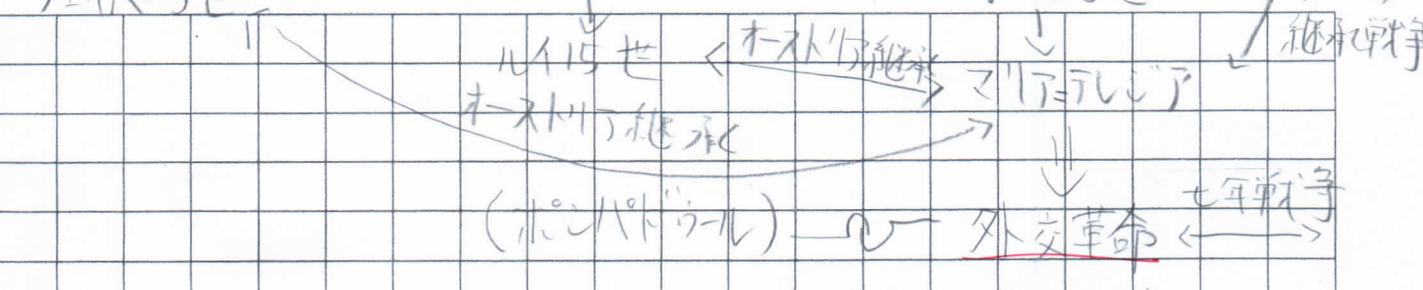 継承戦争
ルイ15世 オーストリア継承 マリア=テレジア
オーストリア継承
七年戦争
(ポンパドゥール) 外交革命